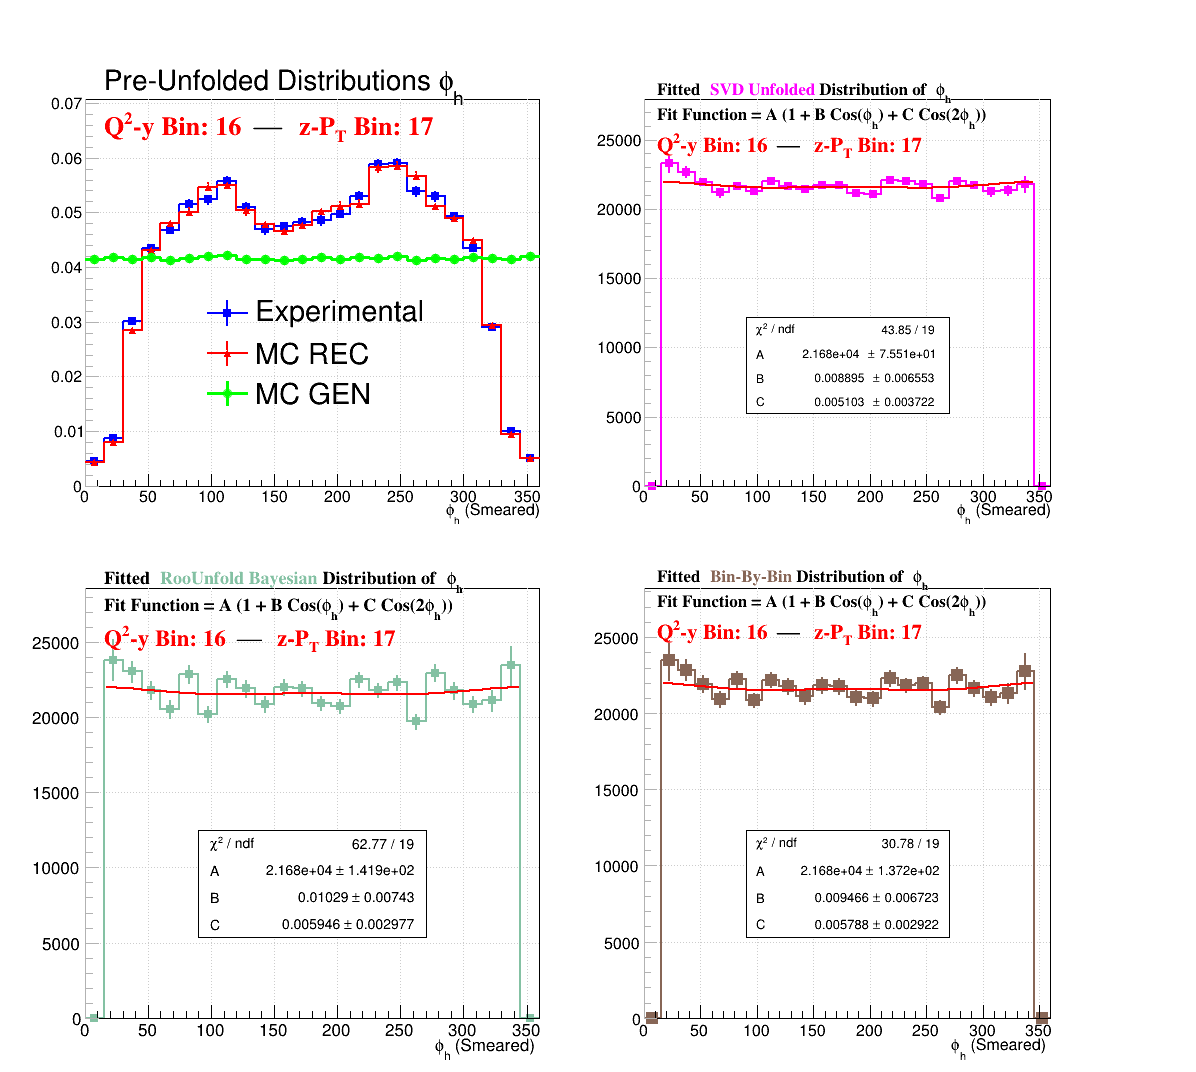 Pre-Unfolded Distributions ϕh
Q²-y Bin: 16 — z-PT Bin: 17
0.07
0.06
0.05
0.04
0.03
0.02
0.01
0
Experimental
MC REC
MC GEN
0 50 100 150 200 250 300 350
ϕh (Smeared)
Fitted SVD Unfolded Distribution of ϕh
Fit Function = A (1 + B Cos(ϕh) + C Cos(2ϕh))
Q²-y Bin: 16 — z-PT Bin: 17
25000
20000
15000
10000
5000
0
χ² / ndf 43.85 / 19
A 2.168e+04 ± 7.551e+01
B 0.008895 ± 0.006553
C 0.005103 ± 0.003722
0 50 100 150 200 250 300 350
ϕh (Smeared)
Fitted RooUnfold Bayesian Distribution of ϕh
Fit Function = A (1 + B Cos(ϕh) + C Cos(2ϕh))
Q²-y Bin: 16 — z-PT Bin: 17
25000
20000
15000
10000
5000
0
χ² / ndf 62.77 / 19
A 2.168e+04 ± 1.419e+02
B 0.01029 ± 0.00743
C 0.005946 ± 0.002977
0 50 100 150 200 250 300 350
ϕh (Smeared)
Fitted Bin-By-Bin Distribution of ϕh
Fit Function = A (1 + B Cos(ϕh) + C Cos(2ϕh))
Q²-y Bin: 16 — z-PT Bin: 17
25000
20000
15000
10000
5000
0
χ² / ndf 30.78 / 19
A 2.168e+04 ± 1.372e+02
B 0.009466 ± 0.006723
C 0.005788 ± 0.002922
0 50 100 150 200 250 300 350
ϕh (Smeared)